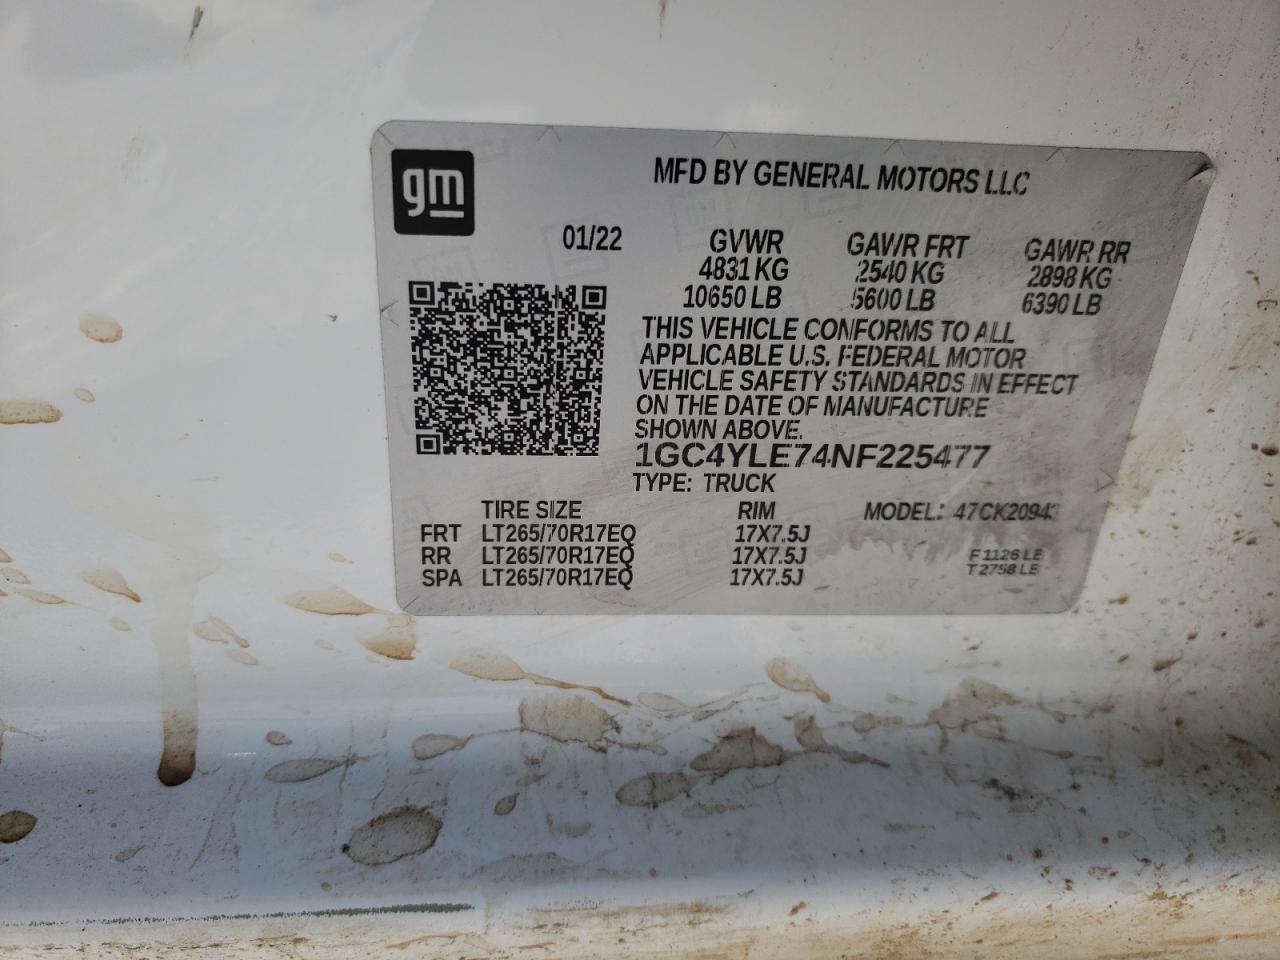 gm
MFD BY GENERAL MOTORS LLC
01/22 GVWR GAWR FRT GAWR RR
4831 KG 2540 KG 2898 KG
10650 LB 5600 LB 6390 LB
THIS VEHICLE CONFORMS TO ALL
APPLICABLE U.S. FEDERAL MOTOR
VEHICLE SAFETY STANDARDS IN EFFECT
ON THE DATE OF MANUFACTURE
SHOWN ABOVE.
1GC4YLE74NF225477
TYPE: TRUCK
TIRE SIZE RIM MODEL:
FRT LT265/70R17EQ 17X7.5J
RR LT265/70R17EQ 17X7.5J F1126 LB
SPA LT265/70R17EQ 17X7.5J T2758 LB